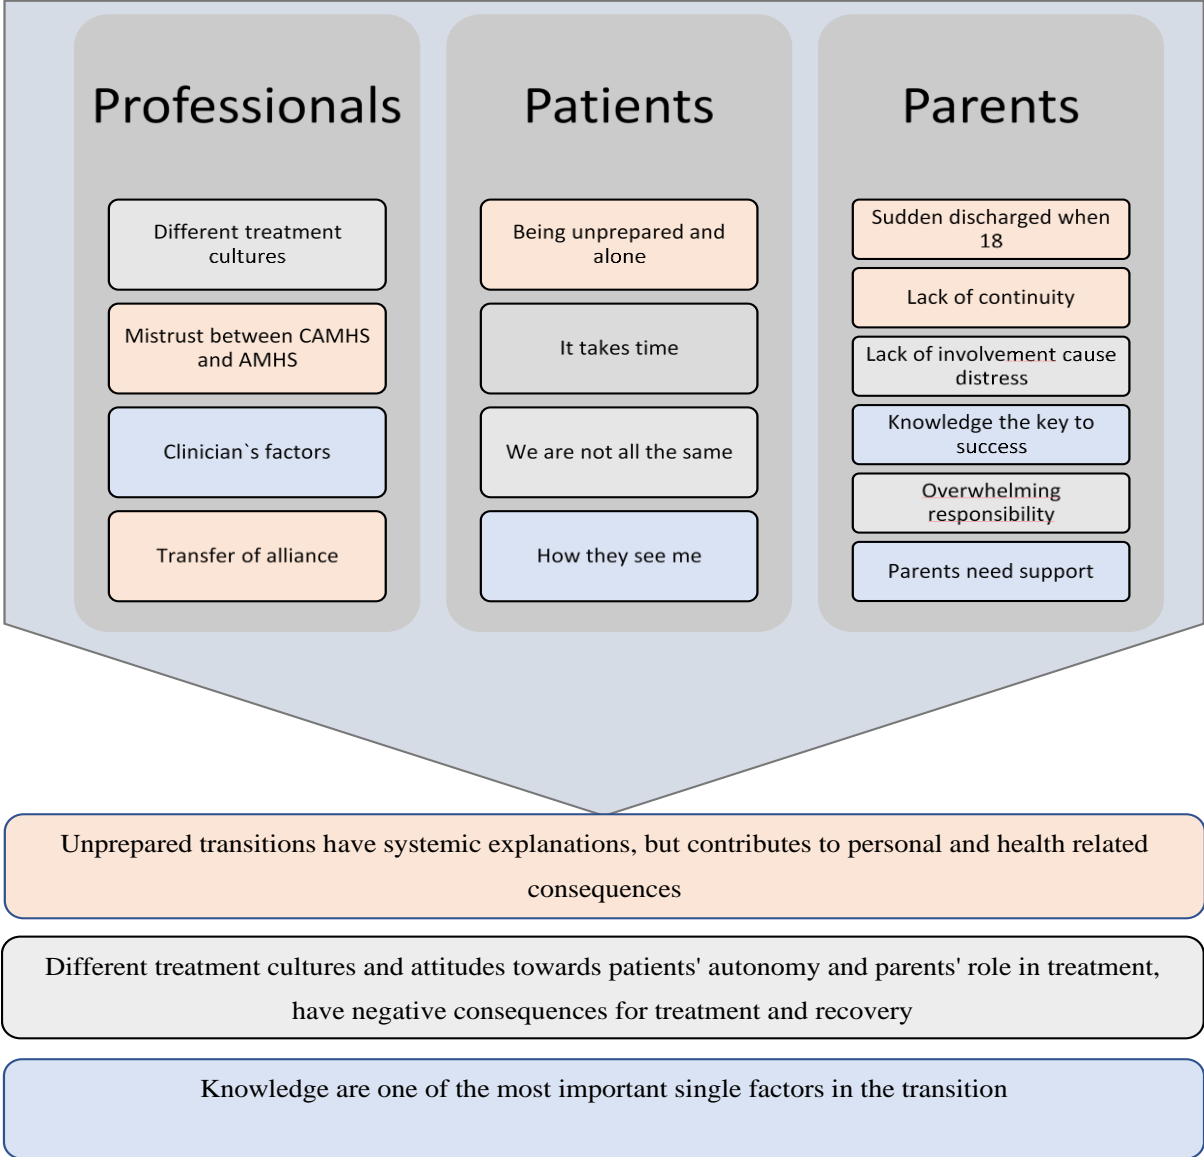 Professionals
Different treatment
cultures
Mistrust between CAMHS
and AMHS
Clinician`s factors
Transfer of alliance
Patients
Being unprepared and
alone
It takes time
We are not all the same
How they see me
Parents
Sudden discharged when
18
Lack of continuity
Lack of involvement cause
distress
Knowledge the key to
success
Overwhelming
responsibility
Parents need support
Unprepared transitions have systemic explanations, but contributes to personal and health related
consequences
Different treatment cultures and attitudes towards patients' autonomy and parents' role in treatment,
have negative consequences for treatment and recovery
Knowledge are one of the most important single factors in the transition